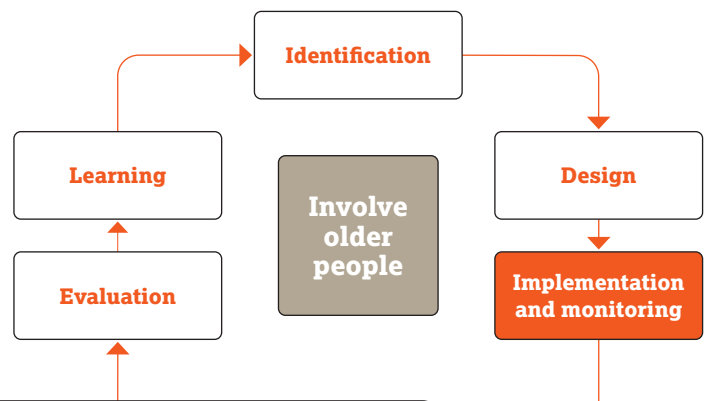 Identification
Learning
Involve
older
people
Design
Evaluation
Implementation
and monitoring